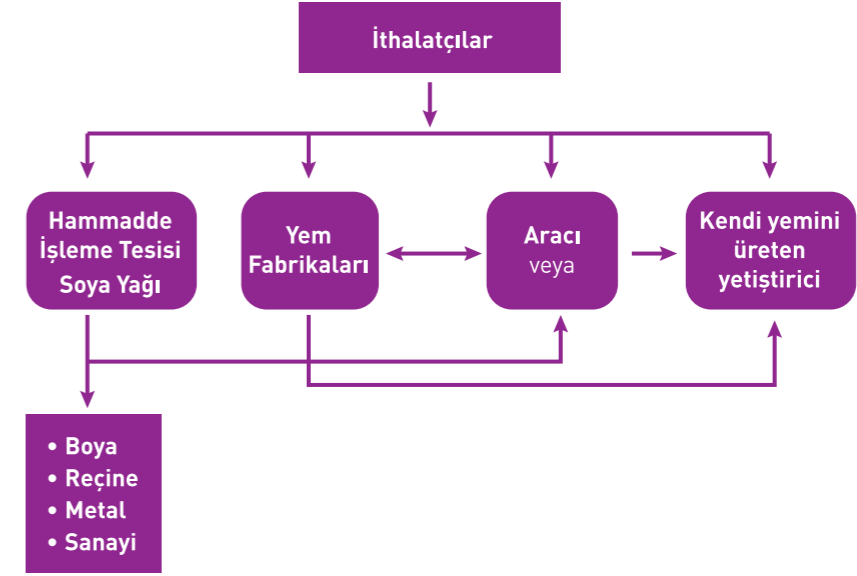 İthalatçılar
Hammadde
İşleme Tesisi
Soya Yağı
Yem
Fabrikaları
Aracı
veya
Kendi yemini
üreten
yetiştirici
• Boya
• Reçine
• Metal
• Sanayi